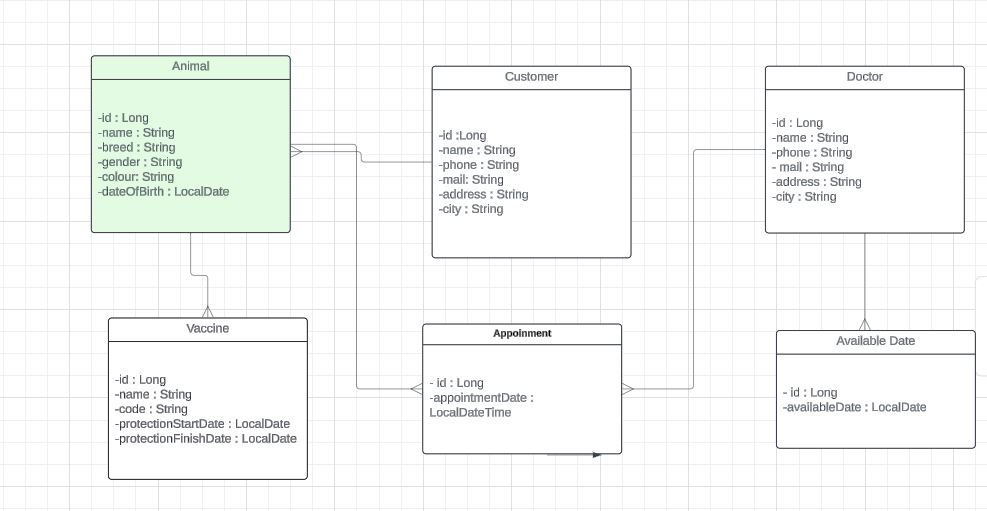 Animal
-id : Long
-name : String
-breed : String
-gender : String
-colour: String
-dateOfBirth : LocalDate
Customer
-id :Long
-name : String
-phone : String
-mail: String
-address : String
-city : String
Doctor
-id : Long
-name : String
-phone : String
- mail : String
-address : String
-city : String
Vaccine
-id : Long
-name : String
-code : String
-protectionStartDate : LocalDate
-protectionFinishDate : LocalDate
Appoinment
- id : Long
-appointmentDate :
LocalDateTime
Available Date
- id : Long
-availableDate : LocalDate